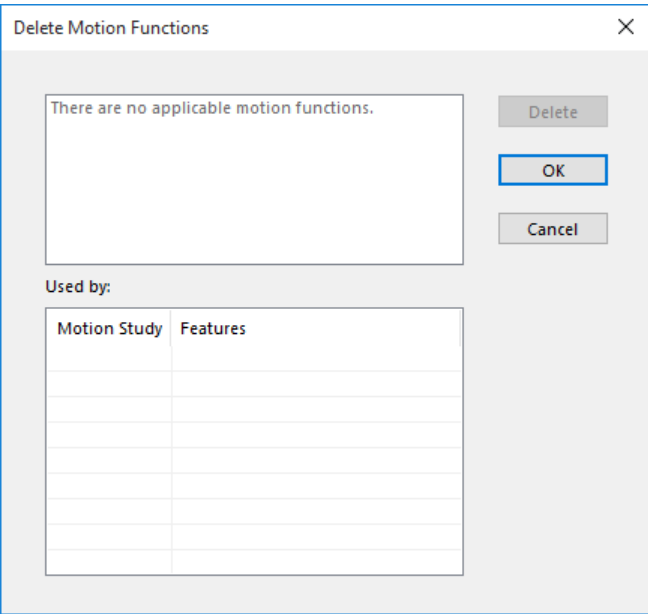 Delete Motion Functions
There are no applicable motion functions.
Delete
OK
Cancel
Used by:
Motion Study Features